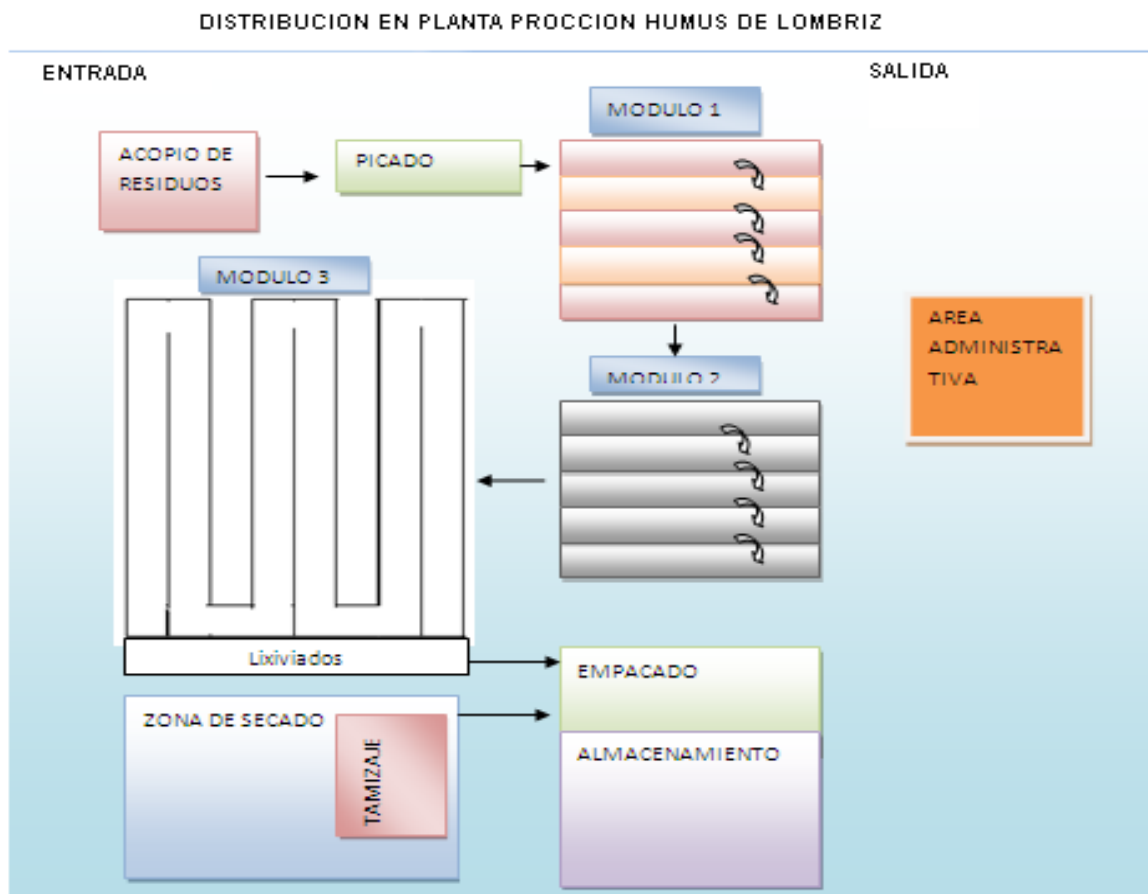 DISTRIBUCION EN PLANTA PROCCION HUMUS DE LOMBRIZ
ENTRADA
SALIDA
MODULO 1
ACOPIO DE
RESIDUOS
PICADO
MODULO 3
AREA
ADMINISTRA
TIVA
MODULO 2
Lixiviados
EMPACADO
ZONA DE SECADO
TAMIZAJE
ALMACENAMIENTO